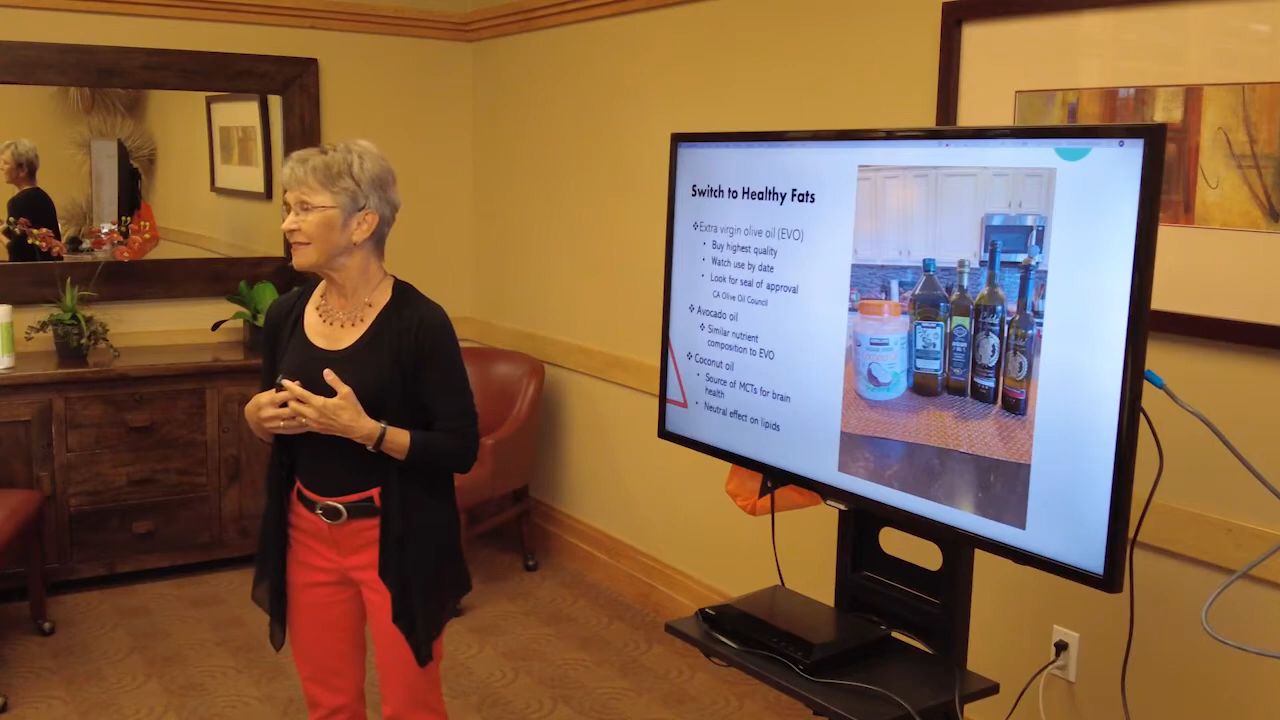 Switch to Healthy Fats
❖Extra virgin olive oil (EVO)
• Buy highest quality
• Watch use by date
• Look for seal of approval
CA Olive Oil Council
❖ Avocado oil
❖ Similar nutrient
composition to EVO
❖ Coconut oil
• Source of MCTs for brain
health
• Neutral effect on lipids